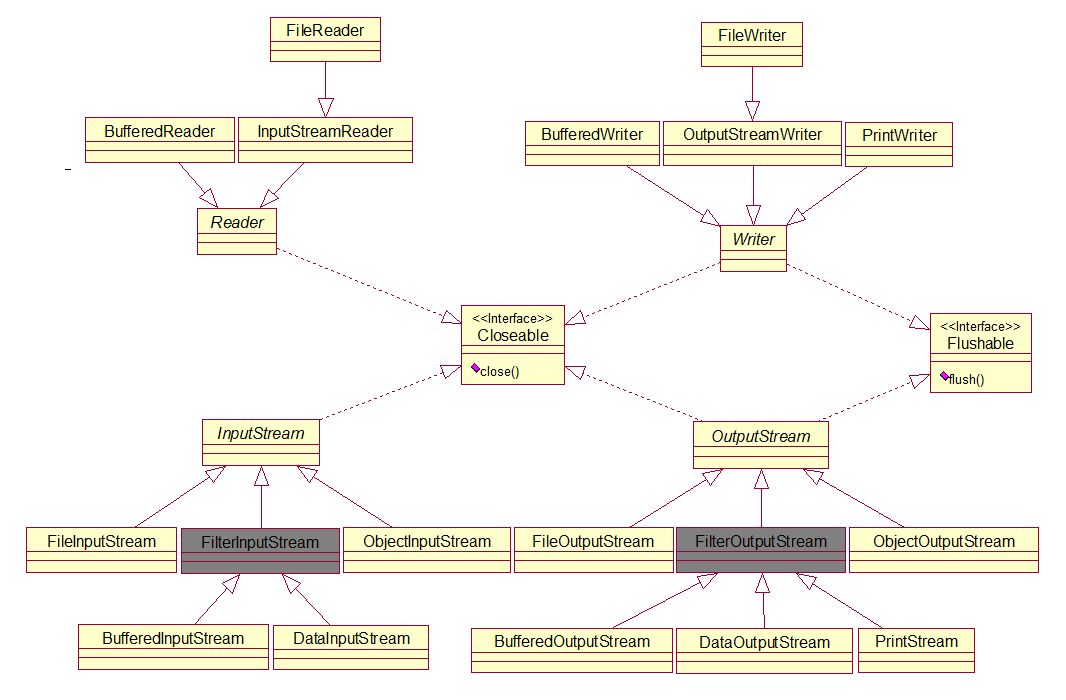 FileReader
FileWriter
BufferedReader
InputStreamReader
BufferedWriter
OutputStreamWriter
PrintWriter
Reader
Writer
<<Interface>>
Closeable
close()
<<Interface>>
Flushable
flush()
InputStream
OutputStream
FileInputStream
FilterInputStream
ObjectInputStream
FileOutputStream
FilterOutputStream
ObjectOutputStream
BufferedInputStream
DataInputStream
BufferedOutputStream
DataOutputStream
PrintStream